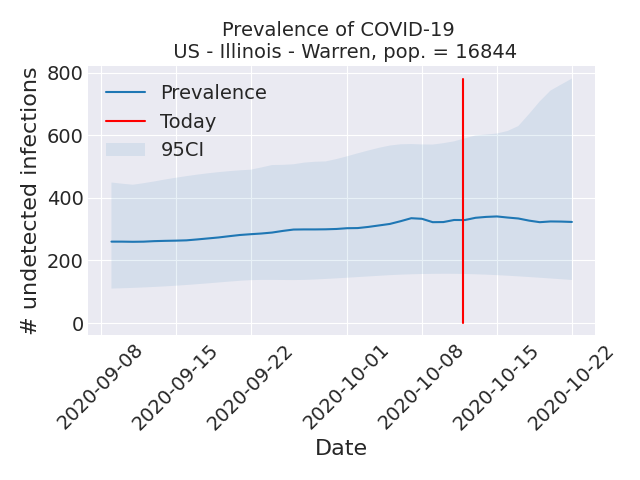 Prevalence of COVID-19
US - Illinois - Warren, pop. = 16844
# undetected infections
800
600
400
200
0
Prevalence
Today
95CI
2020-09-08
2020-09-15
2020-09-22
2020-10-01
2020-10-08
2020-10-15
2020-10-22
Date